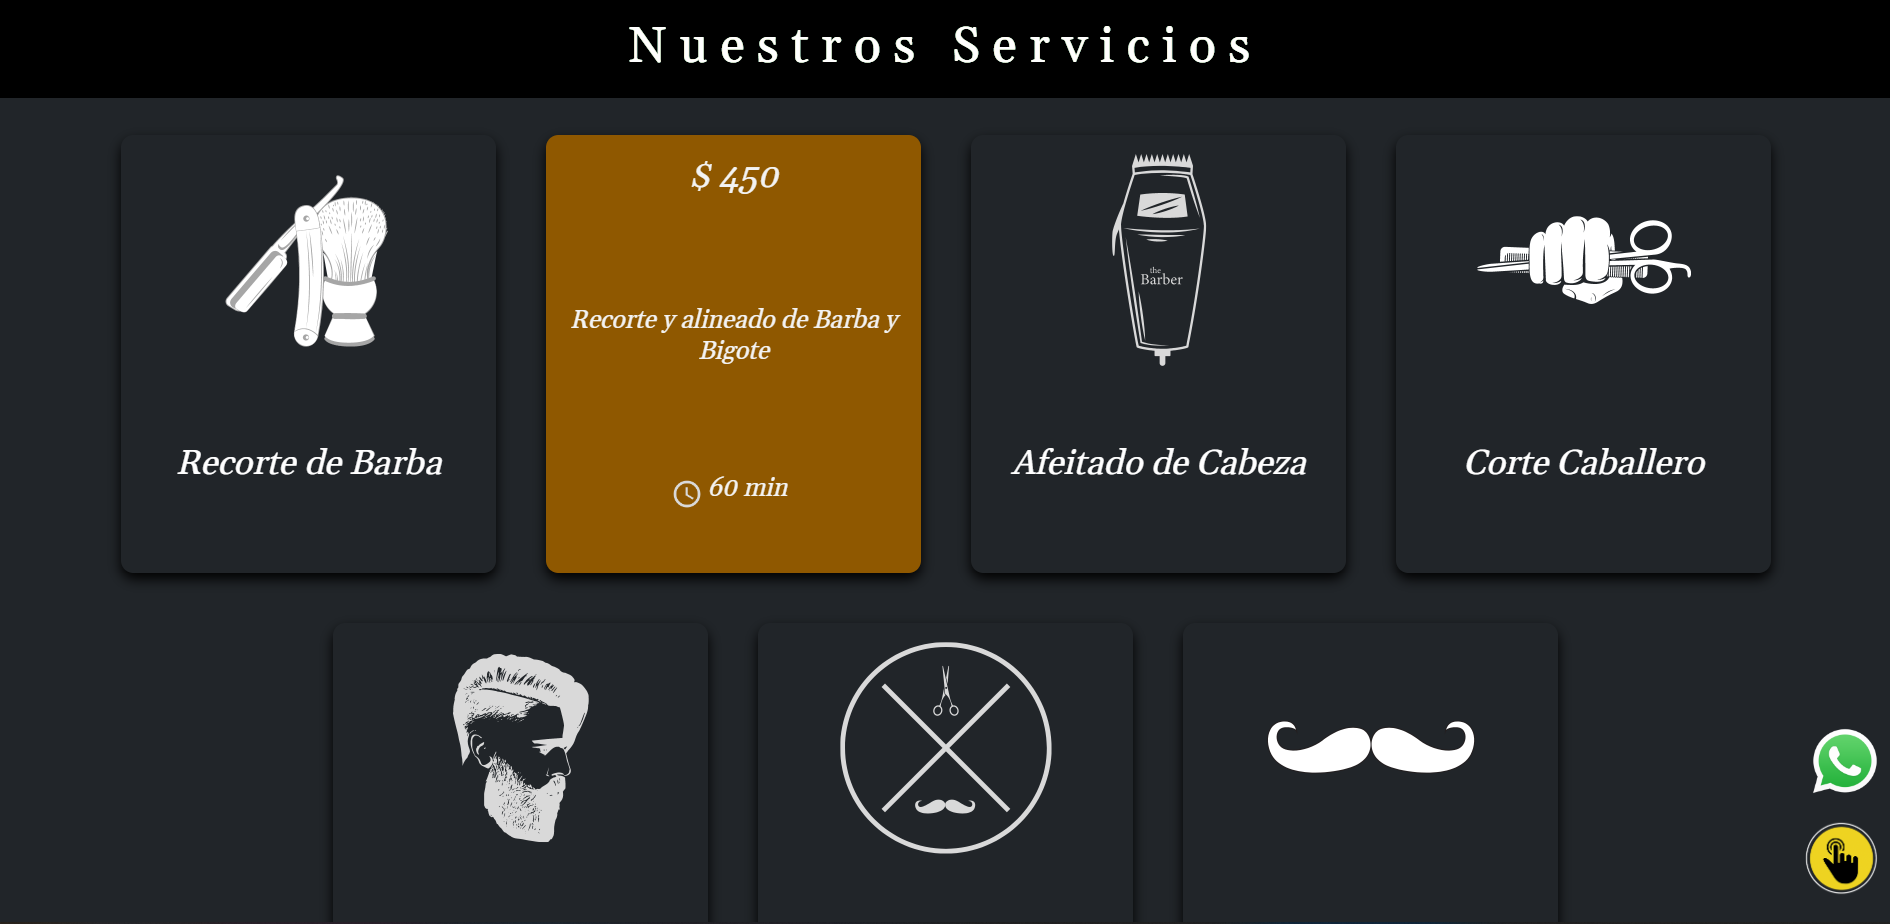 Nuestros Servicios
Recorte de Barba
$ 450
Recorte y alineado de Barba y
Bigote
60 min
the
Barber
Afeitado de Cabeza
Corte Caballero